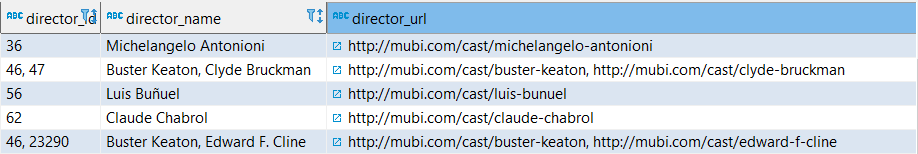 ABC director_id ABC director_name director_url
36 Michelangelo Antonioni http://mubi.com/cast/michelangelo-antonioni
46, 47 Buster Keaton, Clyde Bruckman http://mubi.com/cast/buster-keaton, http://mubi.com/cast/clyde-bruckman
56 Luis Buñuel http://mubi.com/cast/luis-bunuel
62 Claude Chabrol http://mubi.com/cast/claude-chabrol
46, 23290 Buster Keaton, Edward F. Cline http://mubi.com/cast/buster-keaton, http://mubi.com/cast/edward-f-cline